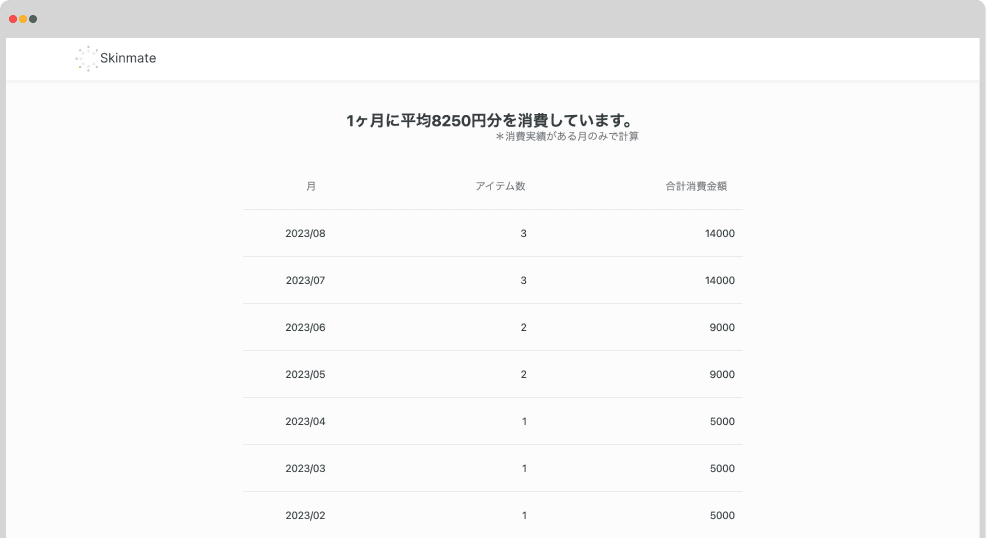 Skinmate
1ヶ月に平均8250円分を消費しています。
＊消費実績がある月のみで計算
月 アイテム数 合計消費金額
2023/08 3 14000
2023/07 3 14000
2023/06 2 9000
2023/05 2 9000
2023/04 1 5000
2023/03 1 5000
2023/02 1 5000